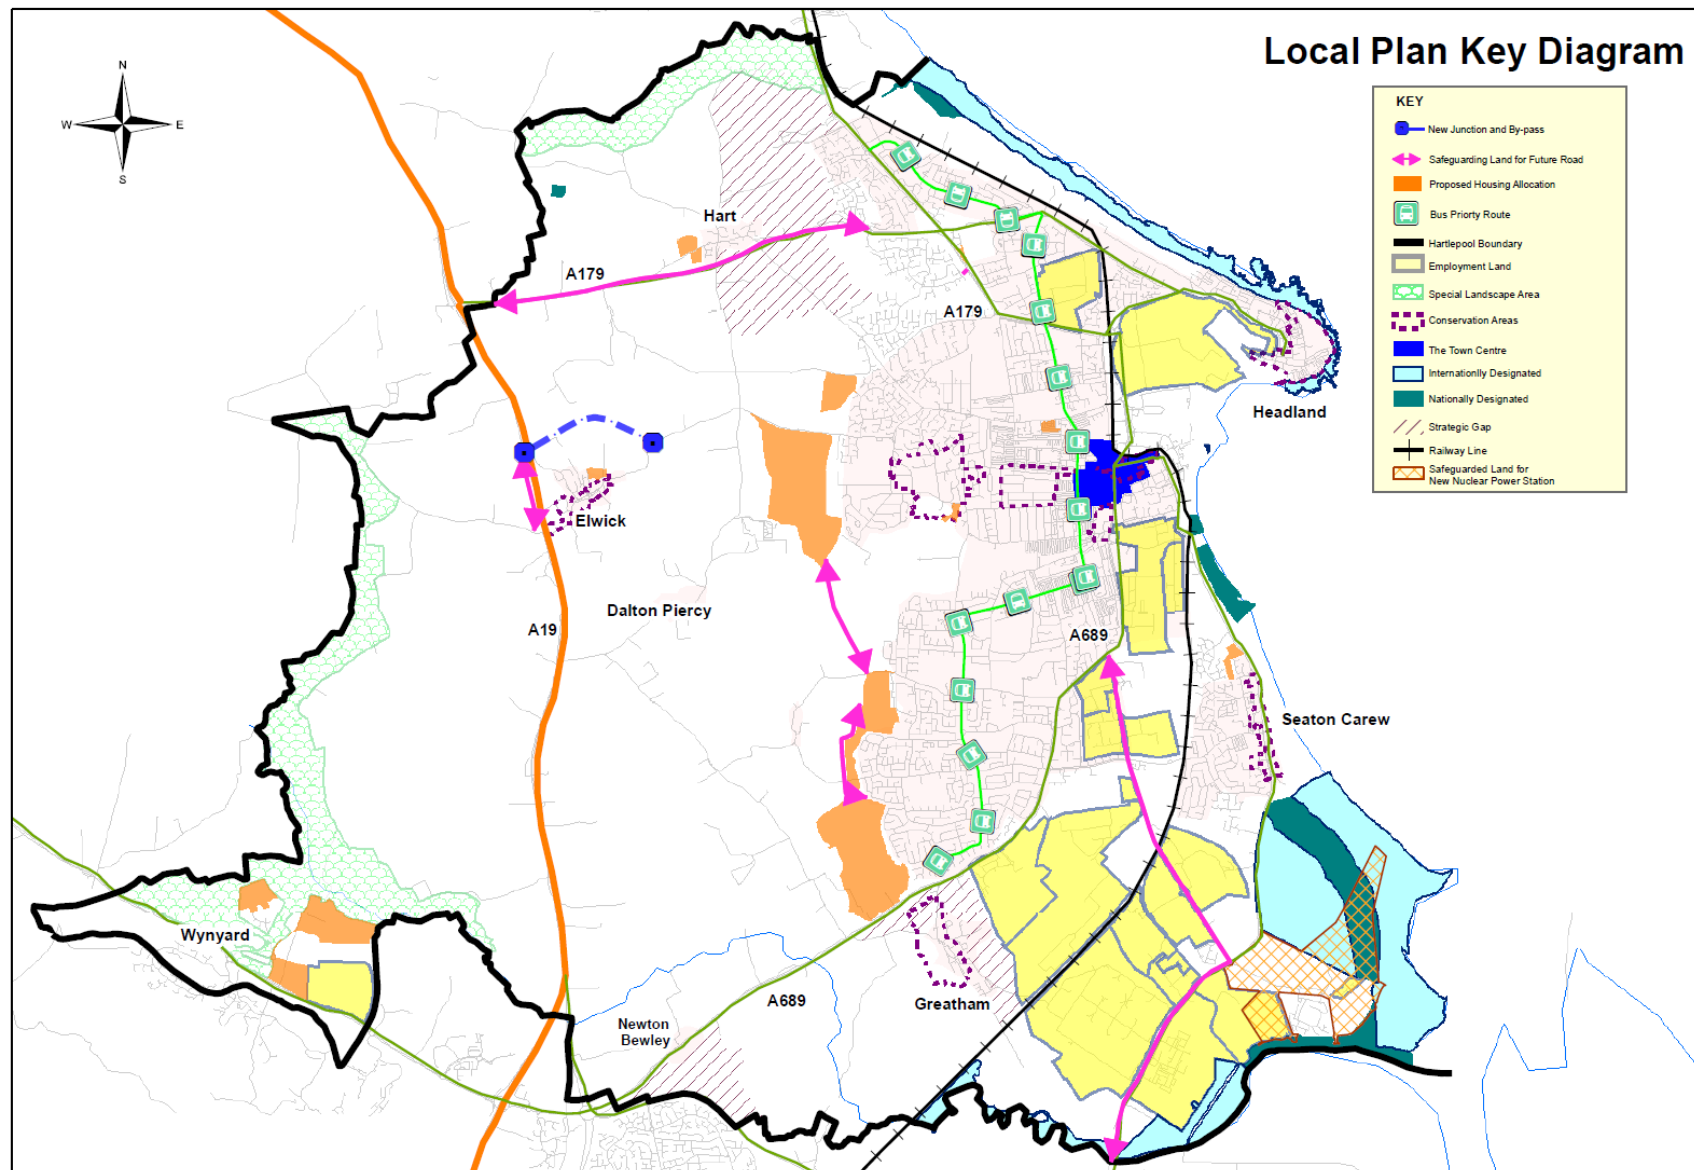 Local Plan Key Diagram
KEY
New Junction and By-pass
Safeguarding Land for Future Road
Proposed Housing Allocation
Bus Priorty Route
Hartlepool Boundary
Employment Land
Special Landscape Area
Conservation Areas
The Town Centre
Internationlly Designated
Nationally Designated
Strategic Gap
Railway Line
Safeguarded Land for
New Nuclear Power Station
N
W
E
S
Hart
A179
A179
Headland
Elwick
Dalton Piercy
A19
A689
Seaton Carew
Wynyard
Greatham
A689
Newton
Bewley